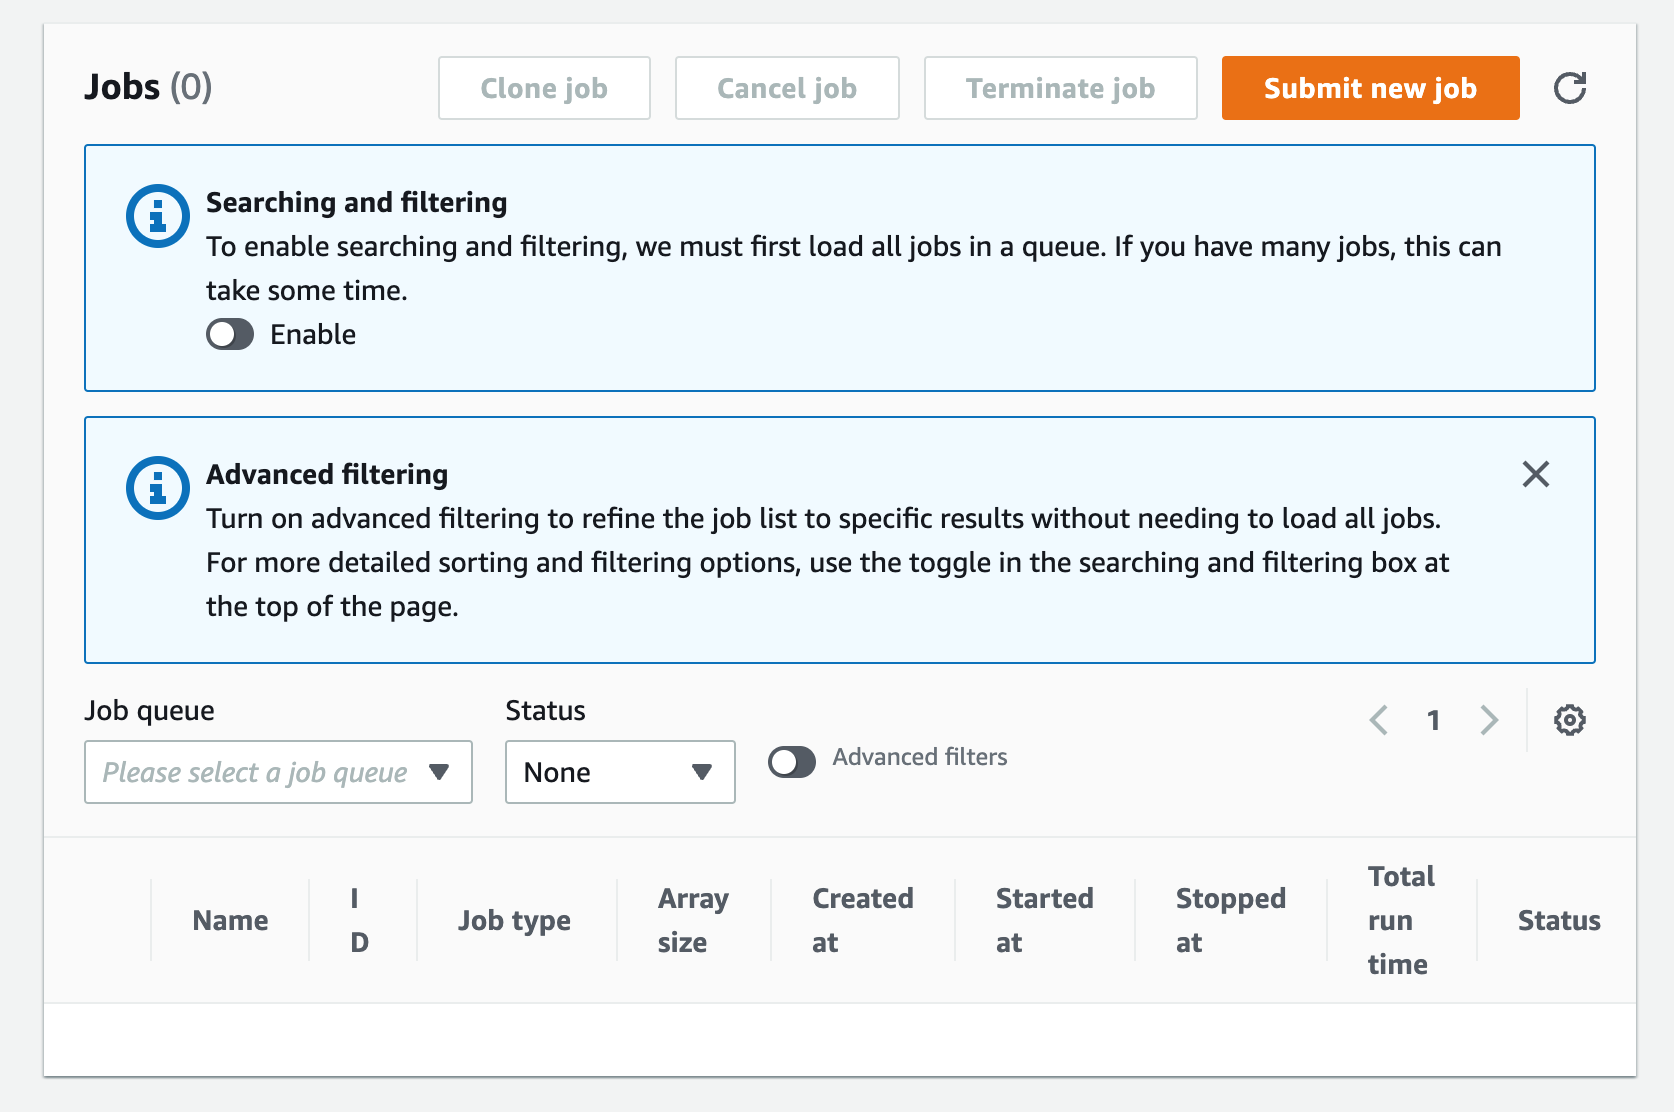 Jobs (0)
Clone job
Cancel job
Terminate job
Submit new job
Searching and filtering
To enable searching and filtering, we must first load all jobs in a queue. If you have many jobs, this can
take some time.
Enable
Advanced filtering
Turn on advanced filtering to refine the job list to specific results without needing to load all jobs.
For more detailed sorting and filtering options, use the toggle in the searching and filtering box at
the top of the page.
Job queue
Please select a job queue
Status
None
Advanced filters
1
Name
I
D
Job type
Array
size
Created
at
Started
at
Stopped
at
Total
run
time
Status